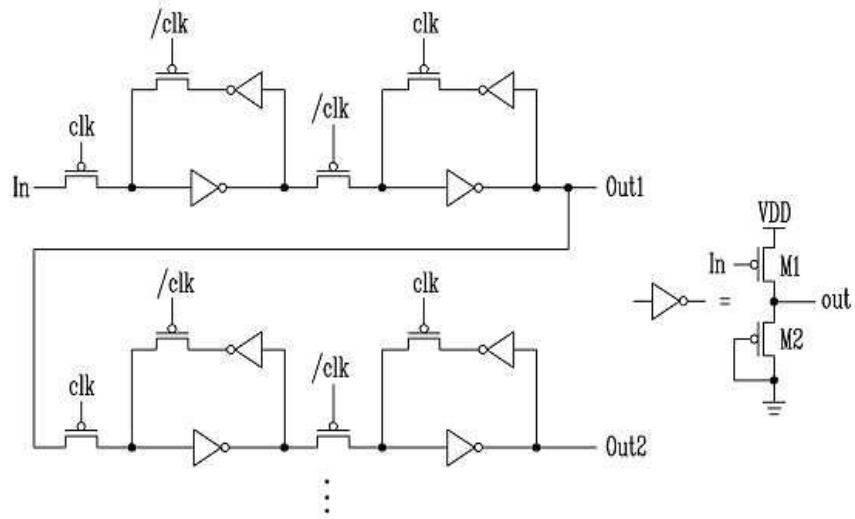 /clk
clk
clk
/clk
In
Out1
VDD
In
M1
=
out
M2
/clk
clk
clk
/clk
Out2